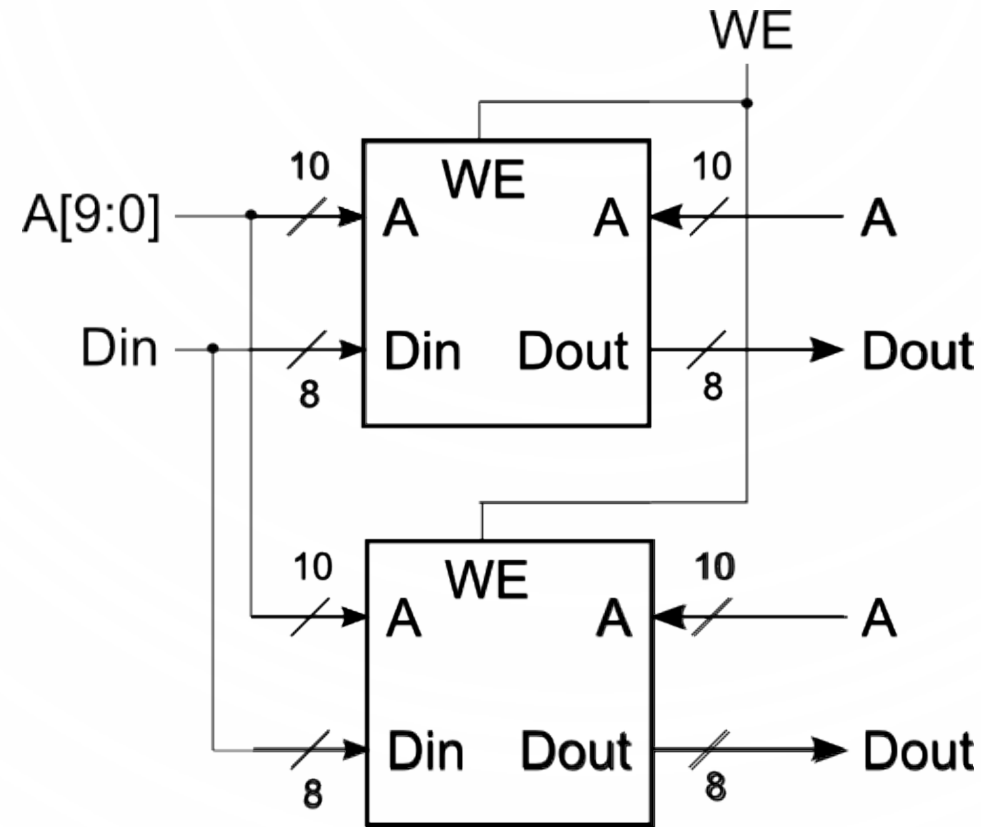 WE
10 WE 10
A[9:0] A A A
Din Din Dout Dout
8 8
10 WE 10
A A A
Din Dout Dout
8 8